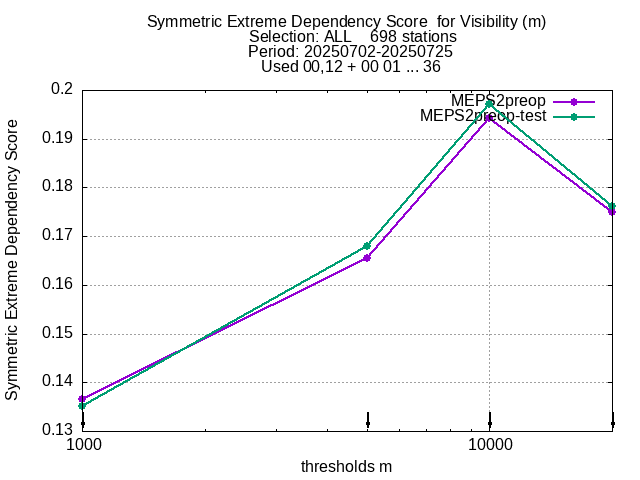 Symmetric Extreme Dependency Score  for Visibility (m)
Selection: ALL    698 stations
Period: 20250702-20250725
Used 00,12 + 00 01 ... 36
MEPS2preop
MEPS2preop-test
0.2
0.19
0.18
0.17
0.16
0.15
0.14
0.13
Symmetric Extreme Dependency Score
1000
10000
thresholds m